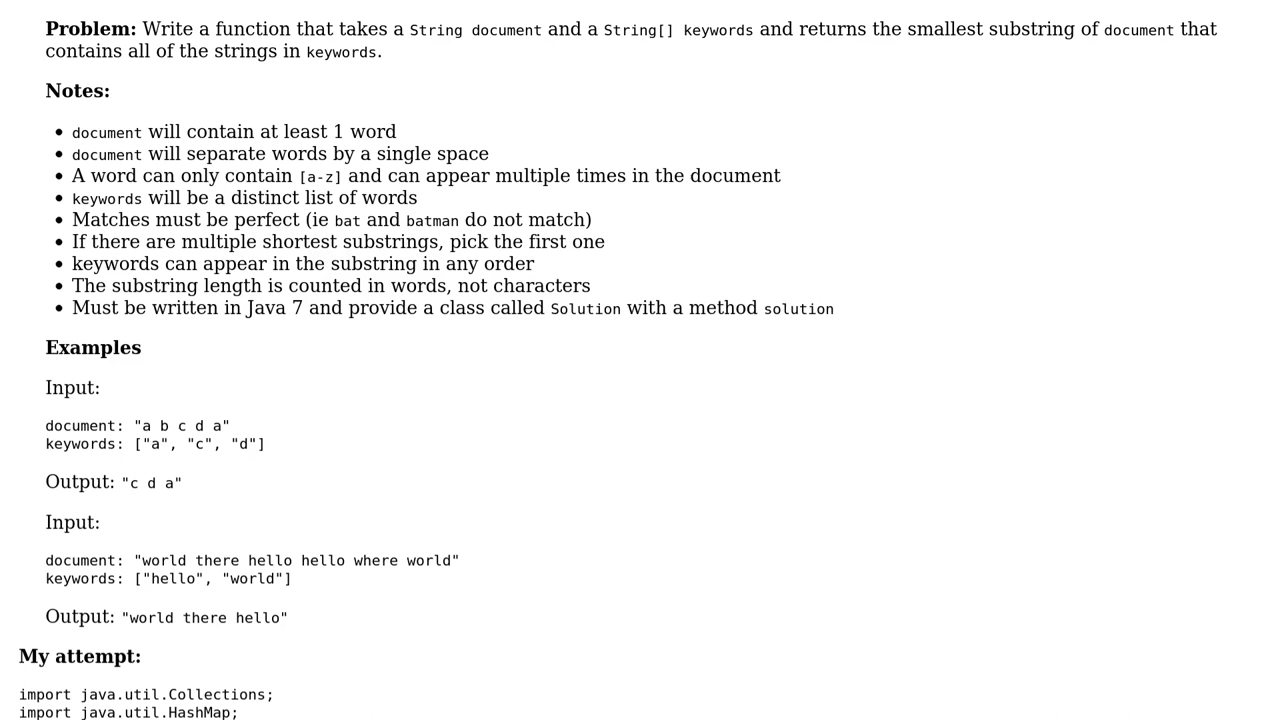 Problem: Write a function that takes a String document and a String[] keywords and returns the smallest substring of document that
contains all of the strings in keywords.
Notes:
• document will contain at least 1 word
• document will separate words by a single space
• A word can only contain [a-z] and can appear multiple times in the document
• keywords will be a distinct list of words
• Matches must be perfect (ie bat and batman do not match)
• If there are multiple shortest substrings, pick the first one
• keywords can appear in the substring in any order
• The substring length is counted in words, not characters
• Must be written in Java 7 and provide a class called Solution with a method solution
Examples
Input:
document: "a b c d a"
keywords: ["a", "c", "d"]
Output: "c d a"
Input:
document: "world there hello hello where world"
keywords: ["hello", "world"]
Output: "world there hello"
My attempt:
import java.util.Collections;
import java.util.HashMap;